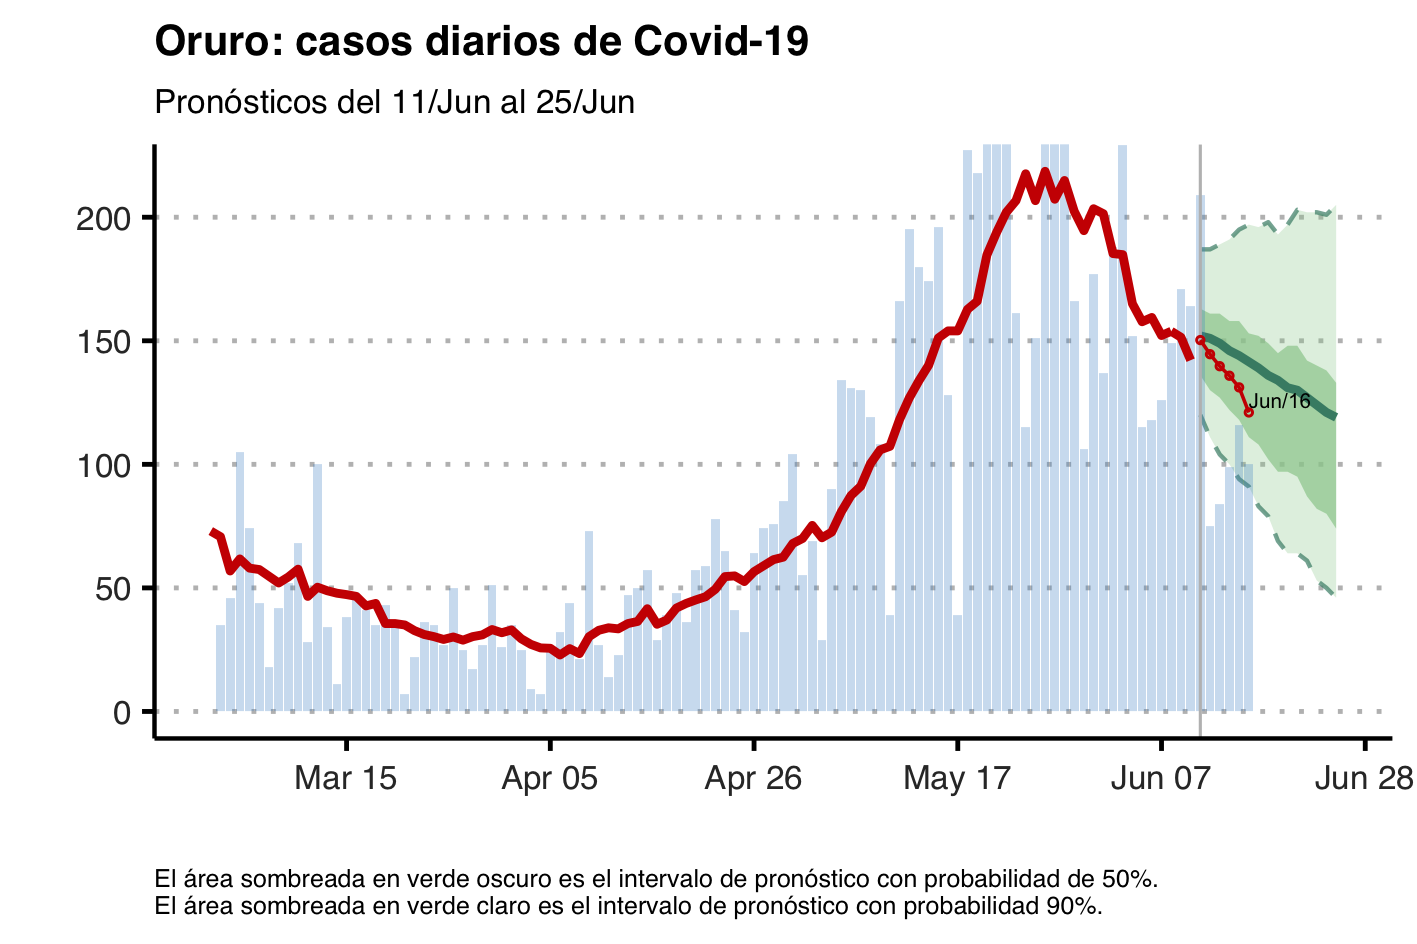 Oruro: casos diarios de Covid-19
Pronósticos del 11/Jun al 25/Jun
200
150
100
50
0
Jun/16
Mar 15 Apr 05 Apr 26 May 17 Jun 07 Jun 28
El área sombreada en verde oscuro es el intervalo de pronóstico con probabilidad de 50%.
El área sombreada en verde claro es el intervalo de pronóstico con probabilidad 90%.